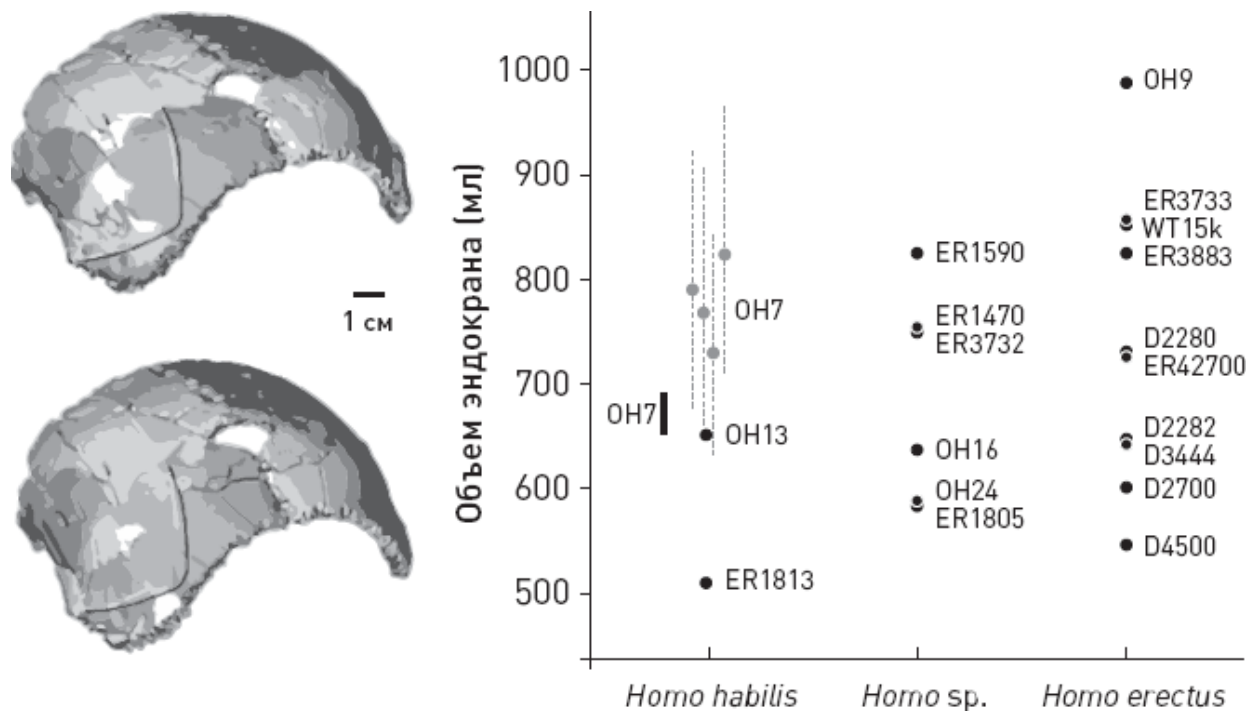 1 см
Объем эндокрана (мл)
1000
900
800
700
600
500
OH7
OH7
OH13
ER1813
ER1590
ER1470
ER3732
OH16
OH24
ER1805
OH9
ER3733
WT15k
ER3883
D2280
ER42700
D2282
D3444
D2700
D4500
Homo habilis
Homo sp.
Homo erectus